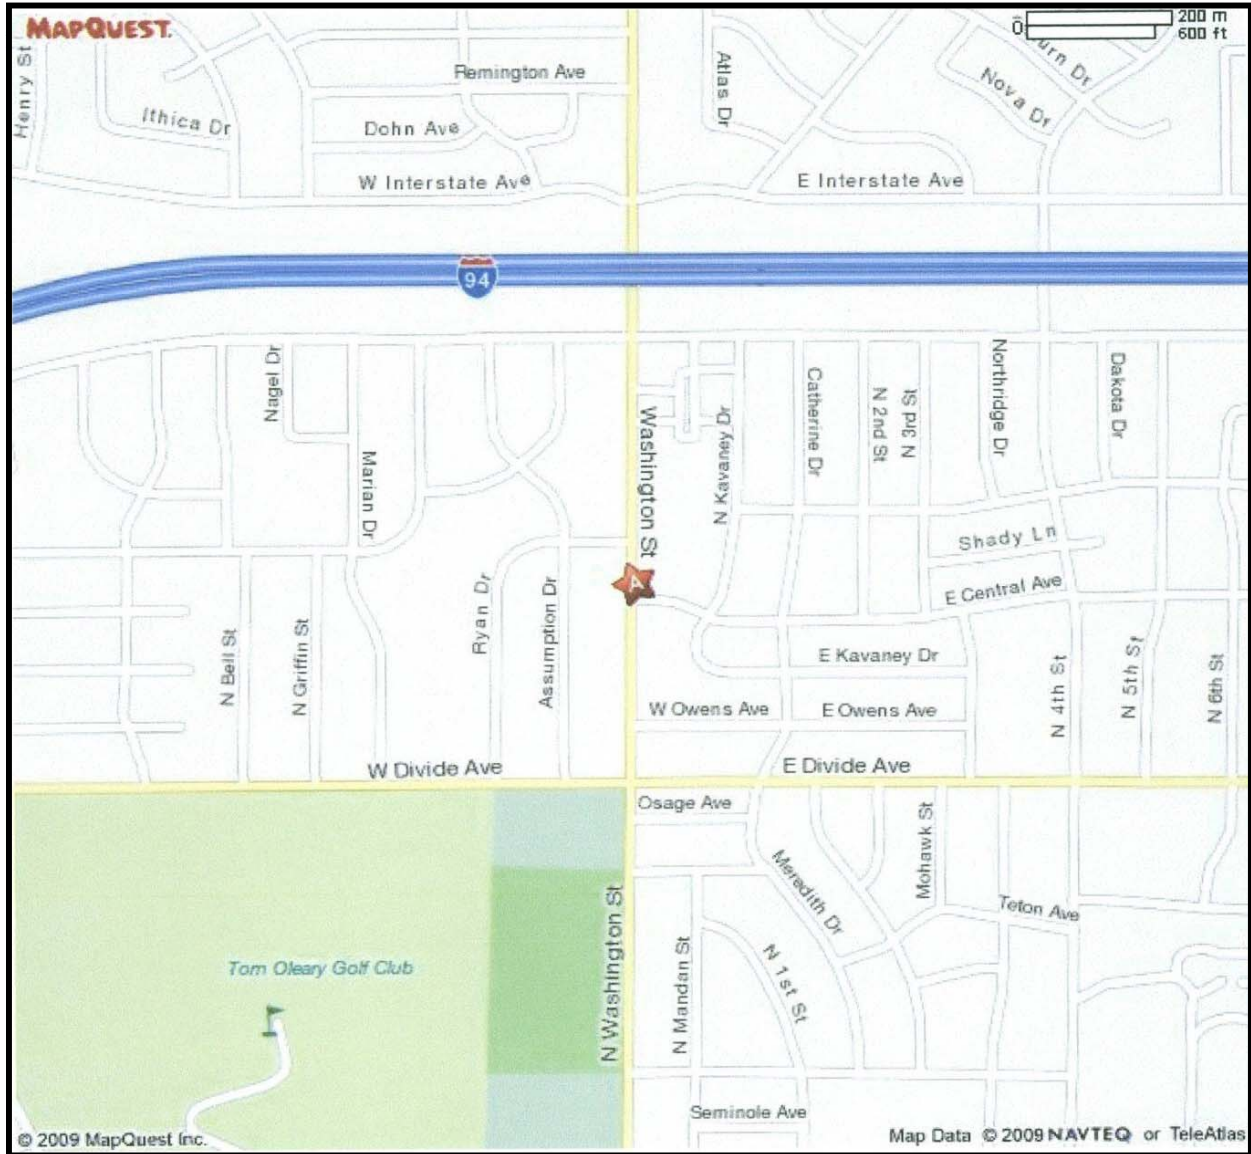 MAPQUEST.
0
200 m
600 ft
Henry St
Ithica Dr
Remington Ave
Dohn Ave
W Interstate Ave
Atlas Dr
Nova Dr
urn Dr
E Interstate Ave
94
Nagel Dr
Marian Dr
Washington St
N Kavaney Dr
Catherine Dr
N 2nd St
N 3rd St
Northridge Dr
Dakota Dr
Shady Ln
E Central Ave
A
Ryan Dr
Assumption Dr
N Bell St
N Griffin St
E Kavaney Dr
W Owens Ave
E Owens Ave
N 4th St
N 5th St
N 6th St
W Divide Ave
E Divide Ave
Osage Ave
Meredith Dr
Mohawk St
Teton Ave
N Washington St
N Mandan St
N 1st St
Tom Oleary Golf Club
Seminole Ave
© 2009 MapQuest Inc.
Map Data © 2009 NAVTEQ or TeleAtlas